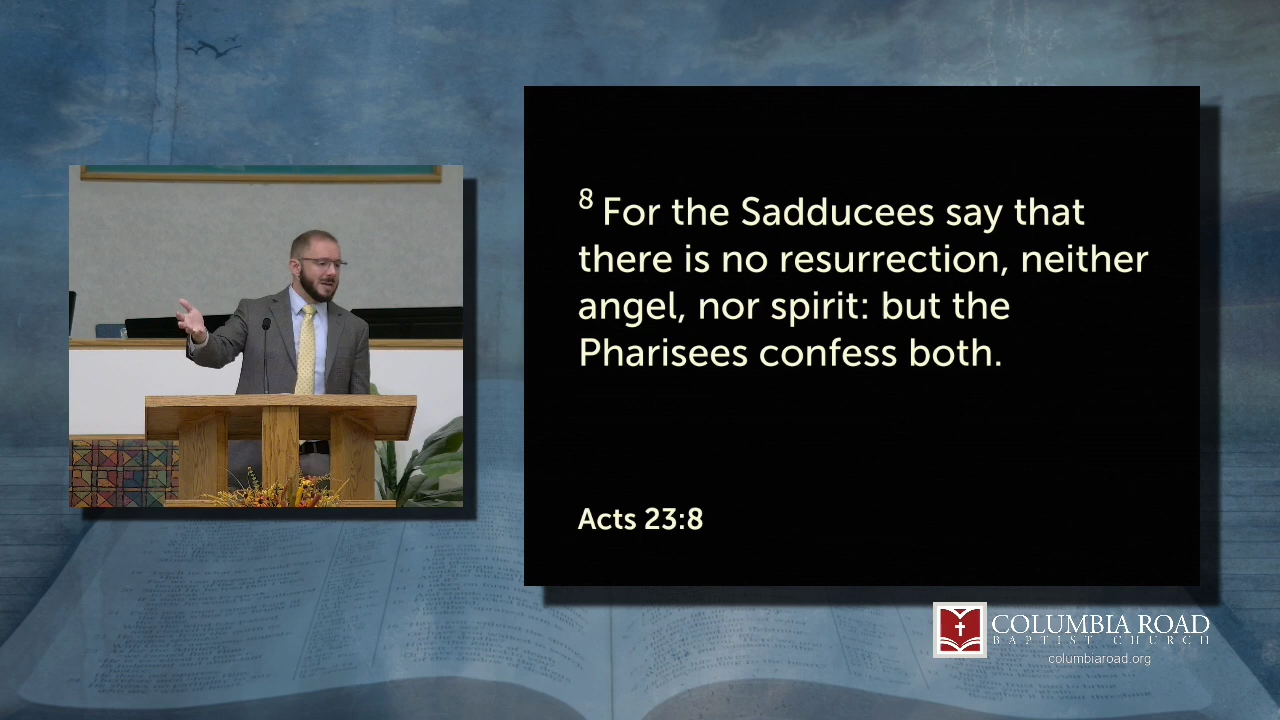 8 For the Sadducees say that
there is no resurrection, neither
angel, nor spirit: but the
Pharisees confess both.
Acts 23:8
COLUMBIA ROAD
BAPTIST CHURCH
columbiaroad.org